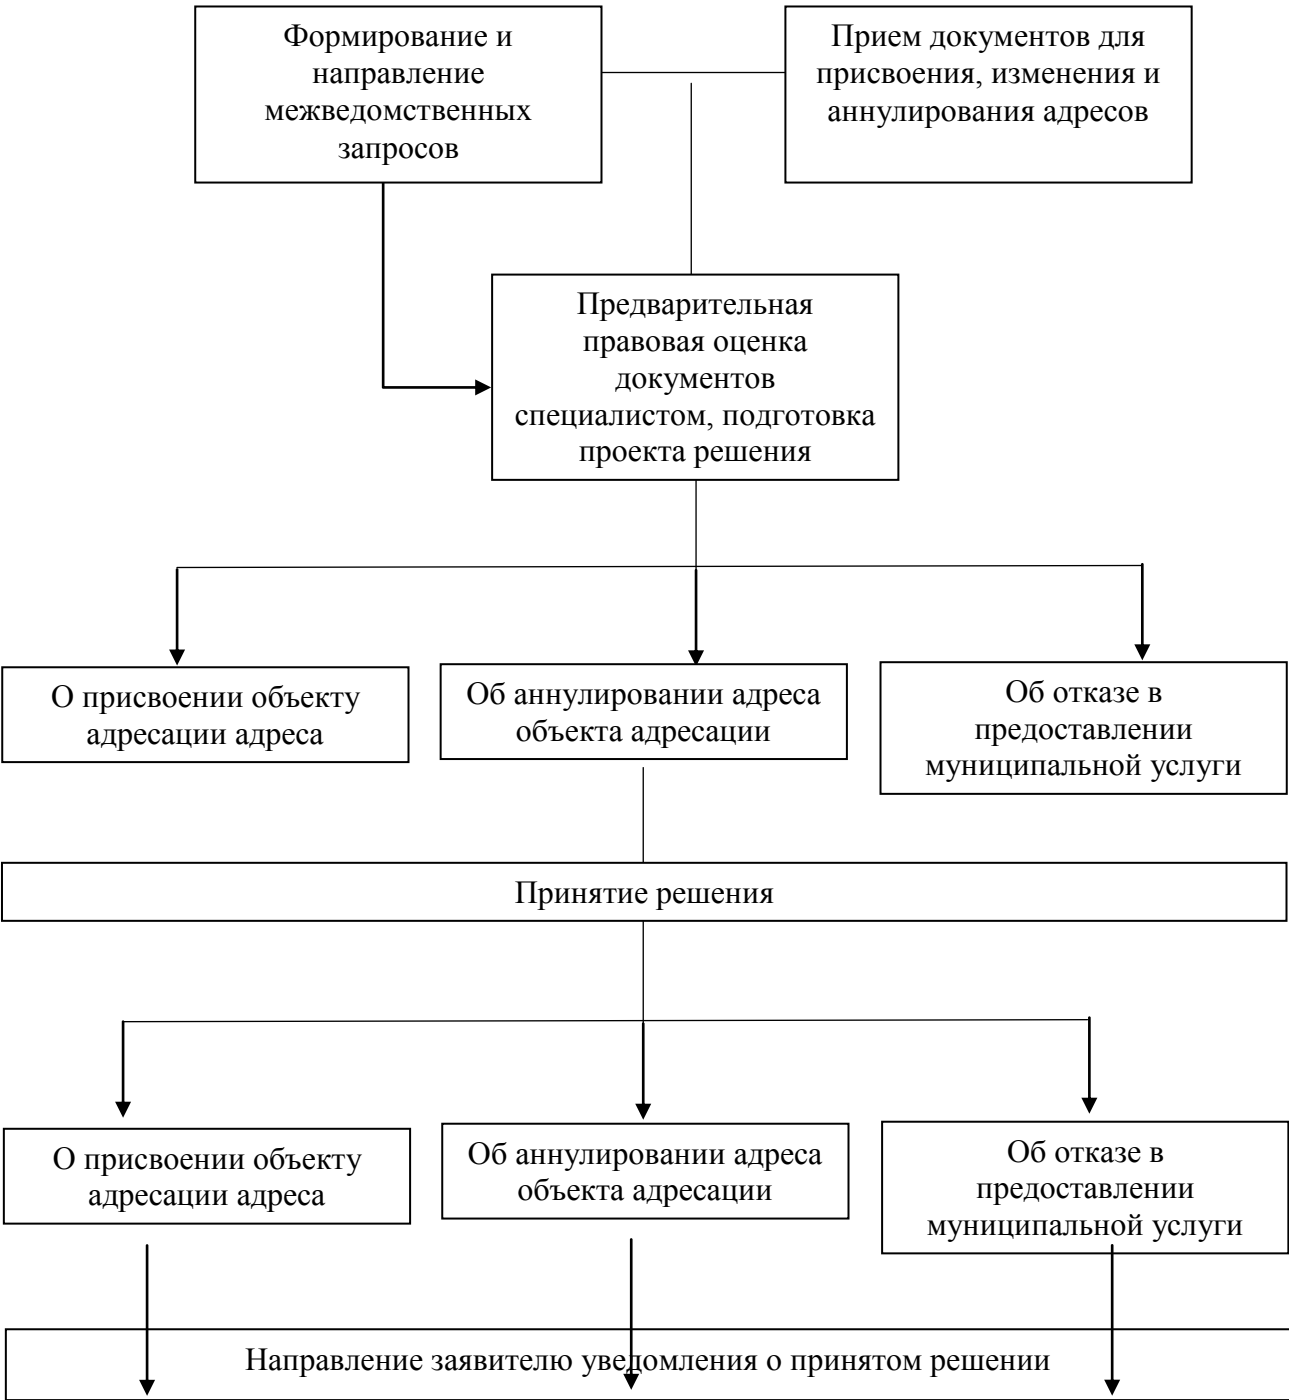 Формирование и
направление
межведомственных
запросов
Прием документов для
присвоения, изменения и
аннулирования адресов
Предварительная
правовая оценка
документов
специалистом, подготовка
проекта решения
О присвоении объекту
адресации адреса
Об аннулировании адреса
объекта адресации
Об отказе в
предоставлении
муниципальной услуги
Принятие решения
О присвоении объекту
адресации адреса
Об аннулировании адреса
объекта адресации
Об отказе в
предоставлении
муниципальной услуги
Направление заявителю уведомления о принятом решении